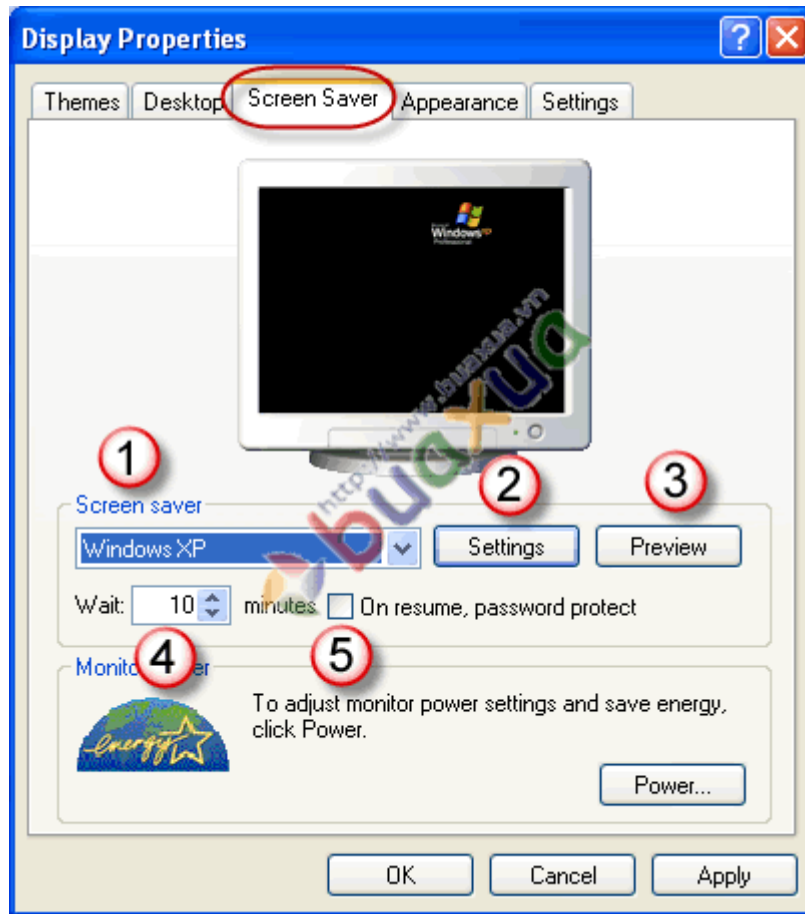 Display Properties
?
Themes Desktop Screen Saver Appearance Settings
Windows xp
Professional
http://www.buaxua.vn
buaxua
1
2
3
Screen saver
Windows XP Settings Preview
Wait: 10 minutes On resume, password protect
4
5
energy
To adjust monitor power settings and save energy,
click Power.
Power...
OK Cancel Apply